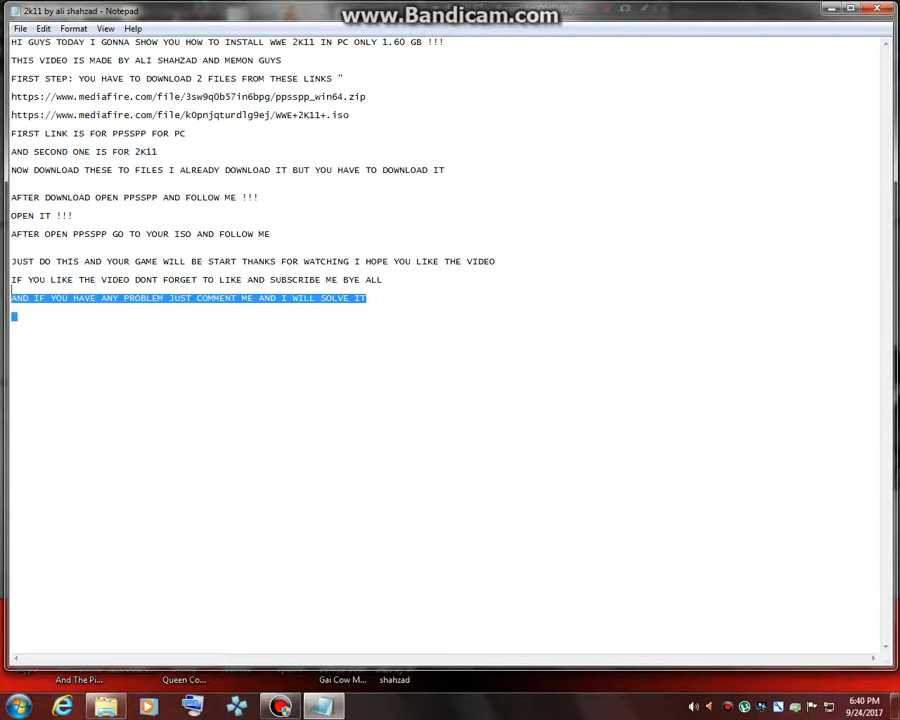 www.Bandicam.com
2k11 by ali shahzad - Notepad
File Edit Format View Help
HI GUYS TODAY I GONNA SHOW YOU HOW TO INSTALL WWE 2K11 IN PC ONLY 1.60 GB !!!
THIS VIDEO IS MADE BY ALI SHAHZAD AND MEMON GUYS
FIRST STEP: YOU HAVE TO DOWNLOAD 2 FILES FROM THESE LINKS "
https://www.mediafire.com/file/3sw9q0b57in6bpg/ppsspp_win64.zip
https://www.mediafire.com/file/k0pnjqturdlg9ej/WWE+2K11+.iso
FIRST LINK IS FOR PPSSPP FOR PC
AND SECOND ONE IS FOR 2K11
NOW DOWNLOAD THESE TO FILES I ALREADY DOWNLOAD IT BUT YOU HAVE TO DOWNLOAD IT
AFTER DOWNLOAD OPEN PPSSPP AND FOLLOW ME !!!
OPEN IT !!!
AFTER OPEN PPSSPP GO TO YOUR ISO AND FOLLOW ME
JUST DO THIS AND YOUR GAME WILL BE START THANKS FOR WATCHING I HOPE YOU LIKE THE VIDEO
IF YOU LIKE THE VIDEO DONT FORGET TO LIKE AND SUBSCRIBE ME BYE ALL
AND IF YOU HAVE ANY PROBLEM JUST COMMENT ME AND I WILL SOLVE IT
And The Pi... Queen Co... Gai Cow M... shahzad
6:40 PM
9/24/2017